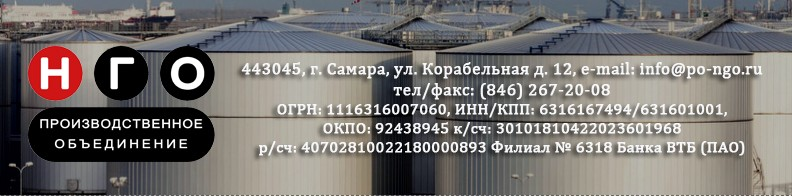 НГО
ПРОИЗВОДСТВЕННОЕ
ОБЪЕДИНЕНИЕ
443045, г. Самара, ул. Корабельная д. 12, e-mail: info@po-ngo.ru
тел/факс: (846) 267-20-08
ОГРН: 1116316007060, ИНН/КПП: 6316167494/631601001,
ОКПО: 92438945 к/сч: 30101810422023601968
р/сч: 40702810022180000893 Филиал № 6318 Банка ВТБ (ПАО)